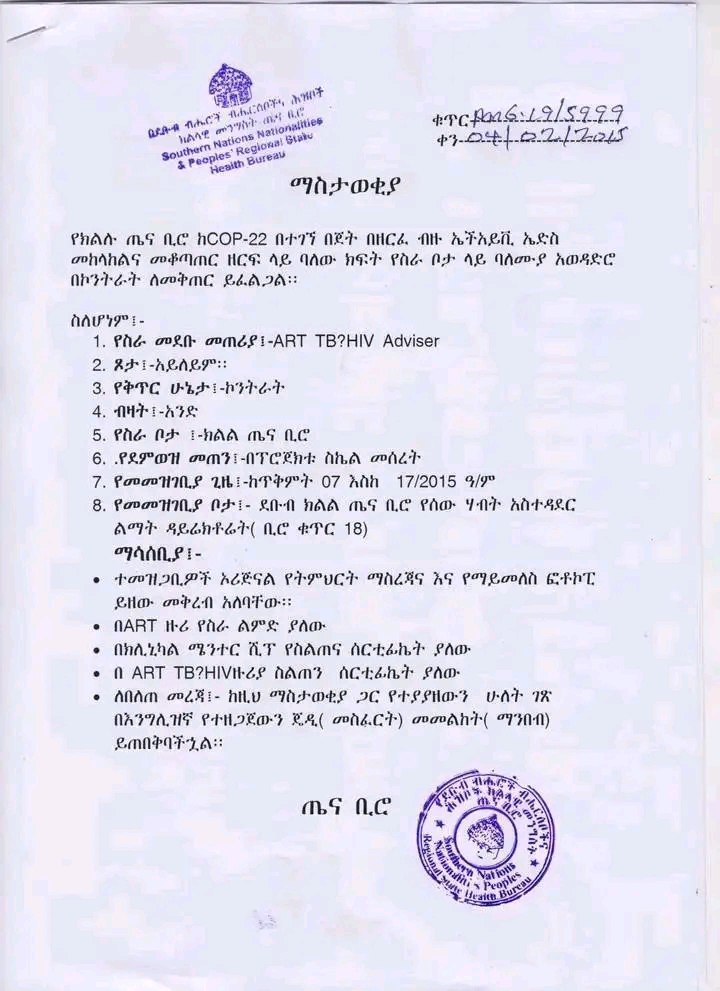 በደቡብ ብሔሮች ብሔረሰቦችና ሕዝቦች
ክልላዊ መንግሥት ጤና ቢሮ
Southern Nations Nationalities
& Peoples' Regional State
Health Bureau
ቁጥር 19/5999
ቀን 04/02/2015
ማስታወቂያ
የክልሉ ጤና ቢሮ ከCOP-22 በተገኘ በጀት በዘርፈ ብዙ ኤችአይቪ ኤድስ
መከላከልና መቆጣጠር ዘርፍ ላይ ባለው ክፍት የስራ ቦታ ላይ ባለሙያ አወዳድሮ
በኮንትራት ለመቅጠር ይፈልጋል፡፡
ስለሆነም፤-
1. የስራ መደቡ መጠሪያ፤-ART TB?HIV Adviser
2. ጾታ፤-አይለይም፡፡
3. የቅጥር ሁኔታ፤-ኮንትራት
4. ብዛት፤-አንድ
5. የስራ ቦታ ፤-ክልል ጤና ቢሮ
6. .የደምወዝ መጠን፤-በፕሮጀክቱ ስኬል መሰረት
7. የመመዝገቢያ ጊዜ፤-ከጥቅምት 07 እስከ 17/2015 ዓ/ም
8. የመመዝገቢያ ቦታ፤- ደቡብ ክልል ጤና ቢሮ የሰው ሃብት አስተዳደር
ልማት ዳይሬክቶሬት( ቢሮ ቁጥር 18)
ማሳሰቢያ፤-
• ተመዝጋቢዎች ኦሪጅናል የትምህርት ማስረጃና እና የማይመለስ ፎቶኮፒ
ይዘው መቅረብ አለባቸው፡፡
• በART ዙሪ የስራ ልምድ ያለው
• በክሊኒካል ሜንተር ሺፕ የስልጠና ሰርቲፊኬት ያለው
• በ ART TB?HIVዙሪያ ስልጠን ሰርቲፊኬት ያለው
• ለበለጠ መረጃ፤- ከዚህ ማስታወቂያ ጋር የተያያዘውን ሁለት ገጽ
በእንግሊዝኛ የተዘጋጀውን ጄዲ( መስፈርት) መመልከት( ማንበብ)
ይጠበቅባችኋል፡፡
ጤና ቢሮ
የደቡብ ብሔሮች ብሔረሰቦችና
ሕዝቦች ክልላዊ መንግሥት
ጤና ቢሮ
Southern Nations
Nationalities Peoples
Regional State Health Bureau